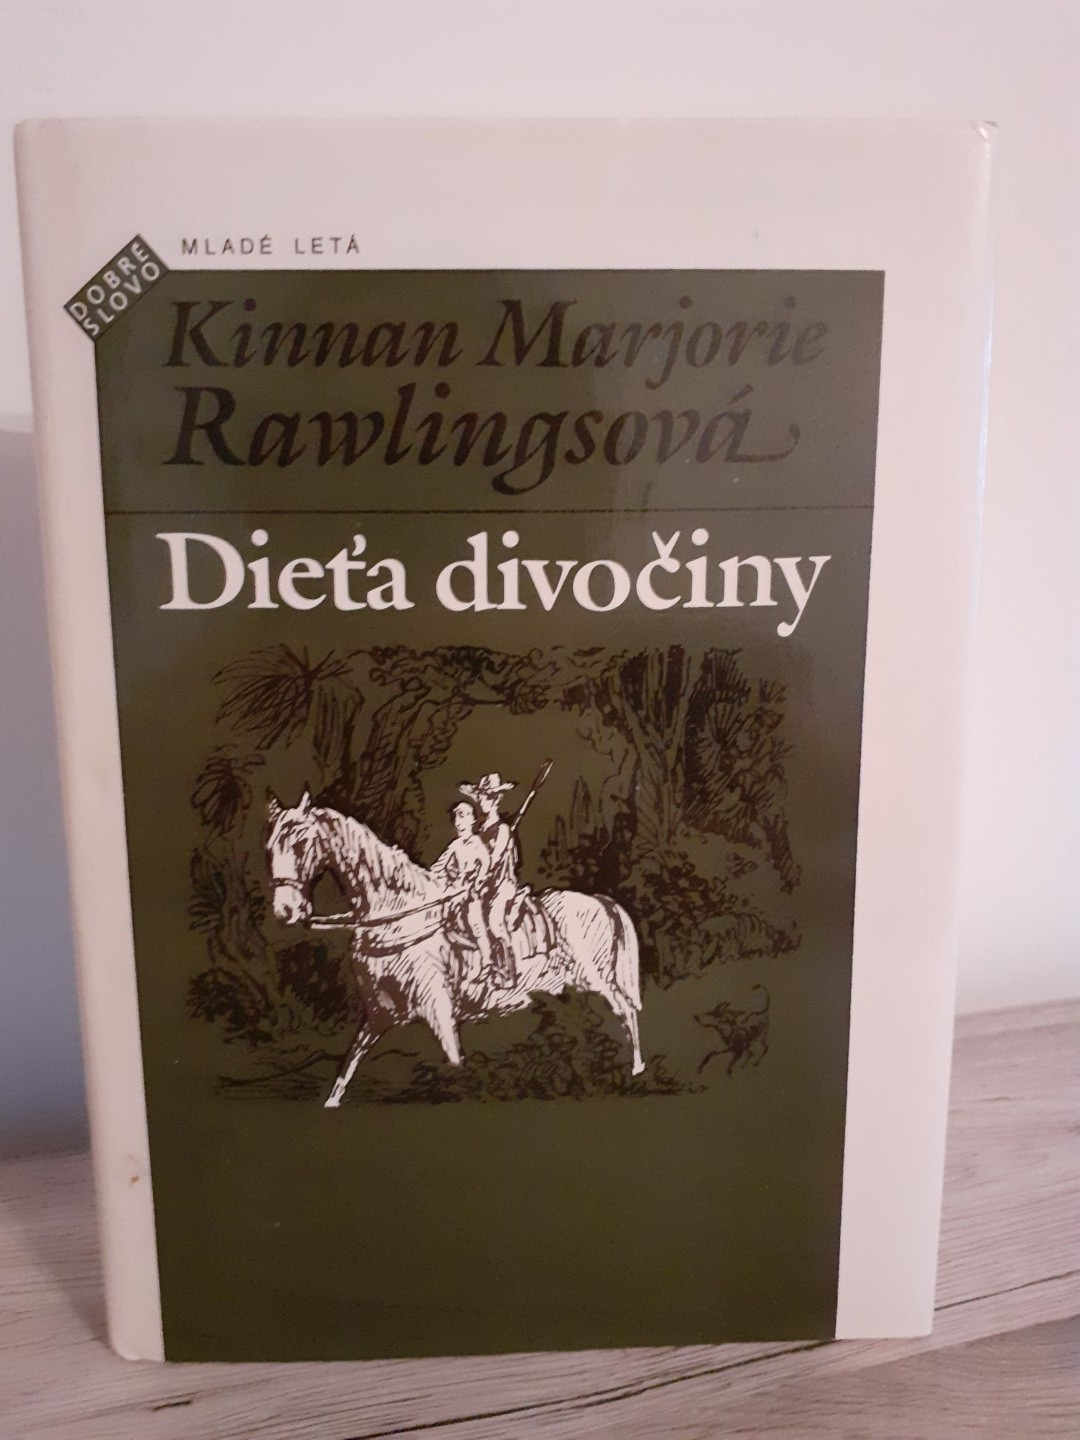 MLADÉ LETÁ
DOBRÉ
SLOVO
Kinnan Marjorie
Rawlingsová
Dieťa divočiny